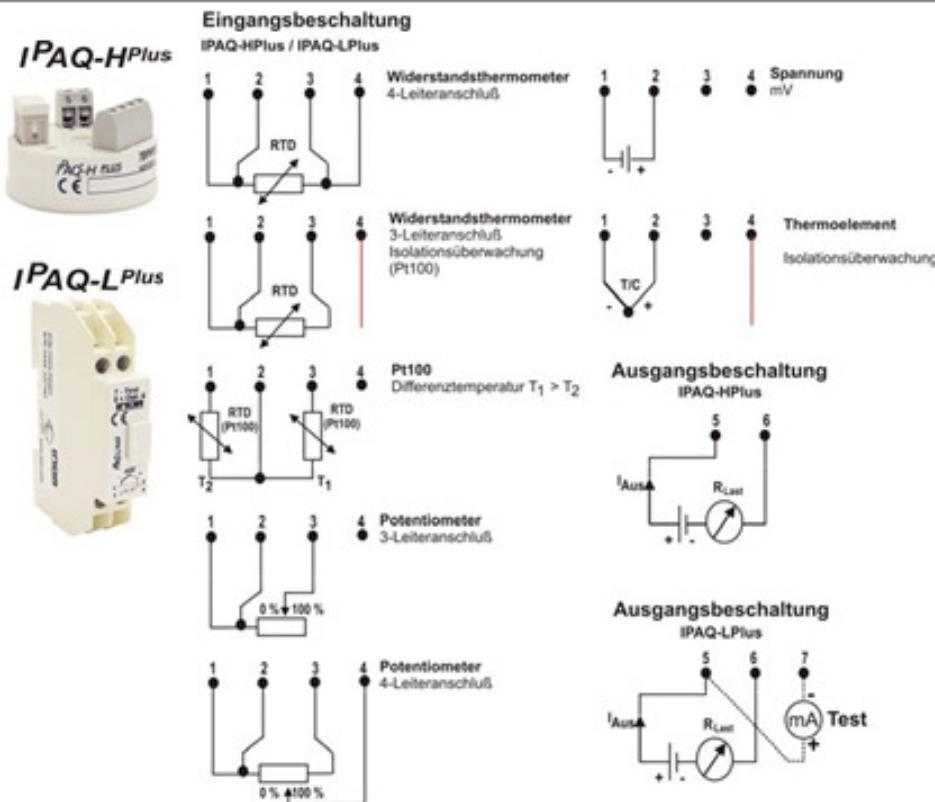 IPAQ-HPlus
IPAQ-LPlus
CE
Eingangsbeschaltung
IPAQ-HPlus / IPAQ-LPlus
1 2 3 4 Widerstandsthermometer
4-Leiteranschluß
RTD
1 2 3 4 Widerstandsthermometer
3-Leiteranschluß
Isolationsüberwachung
(Pt100)
RTD
1 2 3 4 Pt100
Differenztemperatur T1 > T2
RTD
(Pt100)
RTD
(Pt100)
T2 T1
1 2 3 4 Potentiometer
3-Leiteranschluß
0 % 100 %
1 2 3 4 Potentiometer
4-Leiteranschluß
0 % 100 %
1 2 3 4 Spannung
mV
- +
1 2 3 4 Thermoelement
Isolationsüberwachung
T/C
- +
Ausgangsbeschaltung
IPAQ-HPlus
5 6
IAus
RLast
+ -
Ausgangsbeschaltung
IPAQ-LPlus
5 6 7
-
IAus
RLast
mA Test
+
+ -